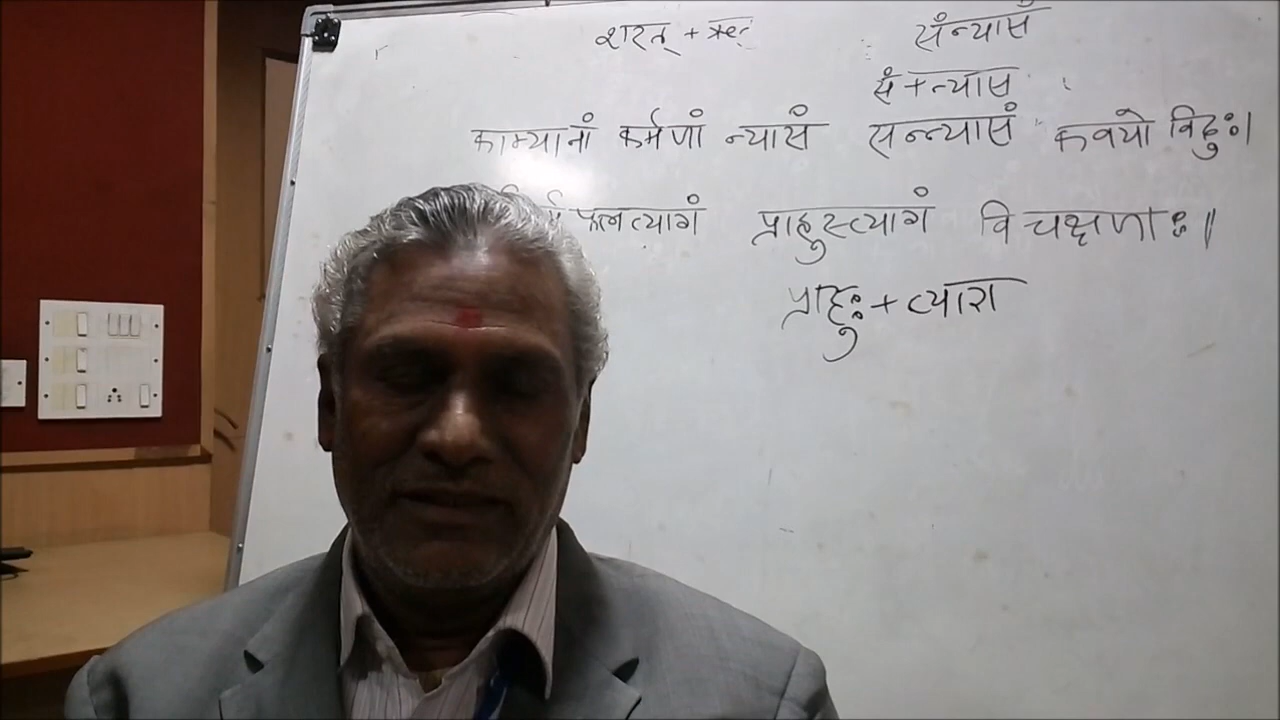 शरत् + ऋतु संन्यासं
सं + न्यास
काम्यानां कर्मणां न्यासं सन्न्यासं कवयो विदुः।
फलत्यागं प्राहुस्त्यागं विचक्षणाः॥
प्राहुः + त्याग